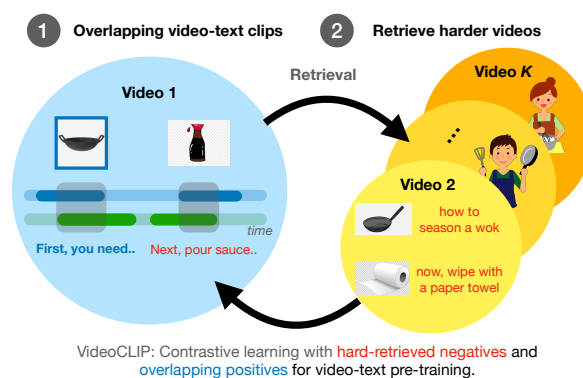 1 Overlapping video-text clips
2 Retrieve harder videos
Video 1
Retrieval
Video K
...
Video 2
how to
season a wok
time
First, you need..
Next, pour sauce..
now, wipe with
a paper towel
VideoCLIP: Contrastive learning with hard-retrieved negatives and
overlapping positives for video-text pre-training.